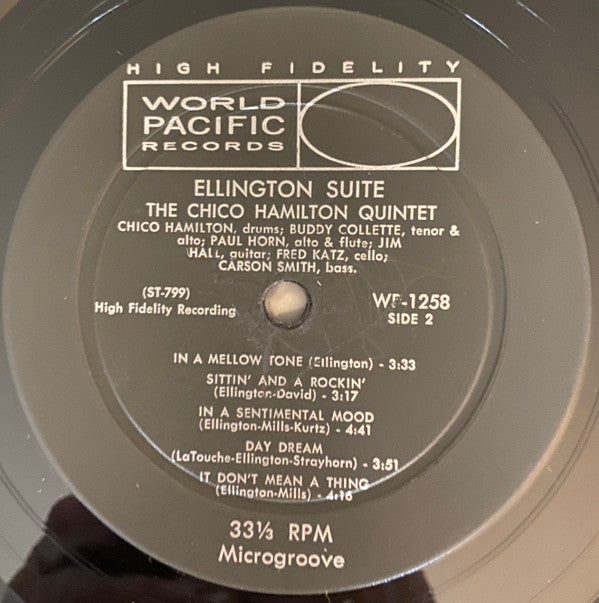 HIGH FIDELITY
WORLD
PACIFIC
RECORDS
ELLINGTON SUITE
THE CHICO HAMILTON QUINTET
CHICO HAMILTON, drums; BUDDY COLLETTE, tenor &
alto; PAUL HORN, alto & flute; JIM
HALL, guitar; FRED KATZ, cello;
CARSON SMITH, bass.
(ST-799)
High Fidelity Recording
WP-1258
SIDE 2
IN A MELLOW TONE (Ellington) - 3:33
SITTIN' AND A ROCKIN'
(Ellington-David) - 3:17
IN A SENTIMENTAL MOOD
(Ellington-Mills-Kurtz) - 4:41
DAY DREAM
(LaTouche-Ellington-Strayhorn) - 3:51
IT DON'T MEAN A THING
(Ellington-Mills) - 4:16
33⅓ RPM
Microgroove